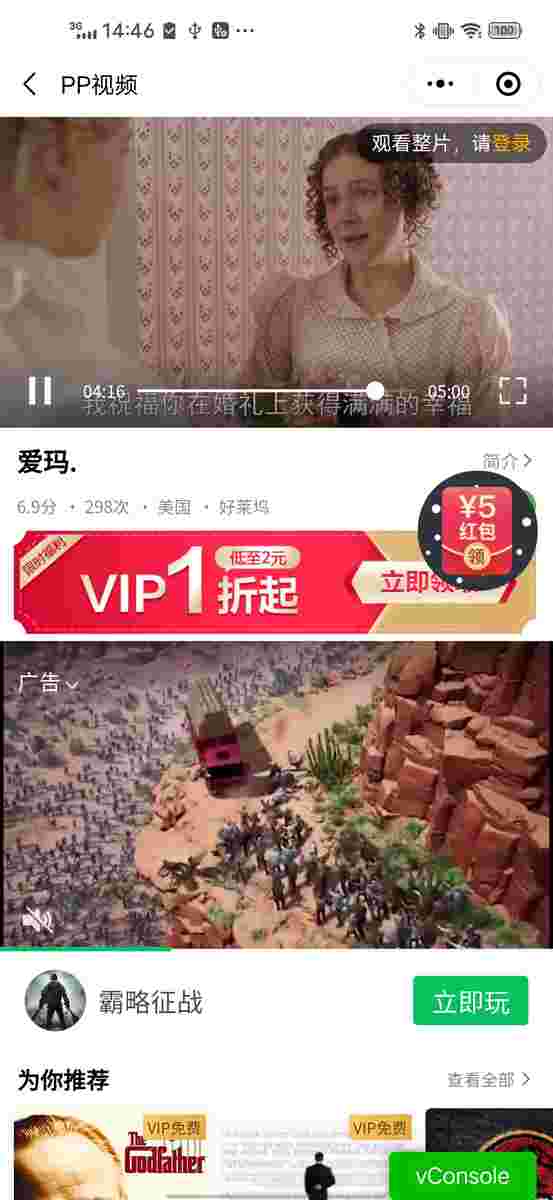 3G 14:46 100
PP视频
观看整片，请登录
04:16 05:00
我祝福你在婚礼上获得满满的幸福
爱玛.
简介
6.9分 · 298次 · 美国 · 好莱坞
¥5
红包
领
限时福利
VIP1折起
低至2元
立即领
广告
霸略征战
立即玩
为你推荐
查看全部
VIP免费
VIP免费
The
Godfather
vConsole